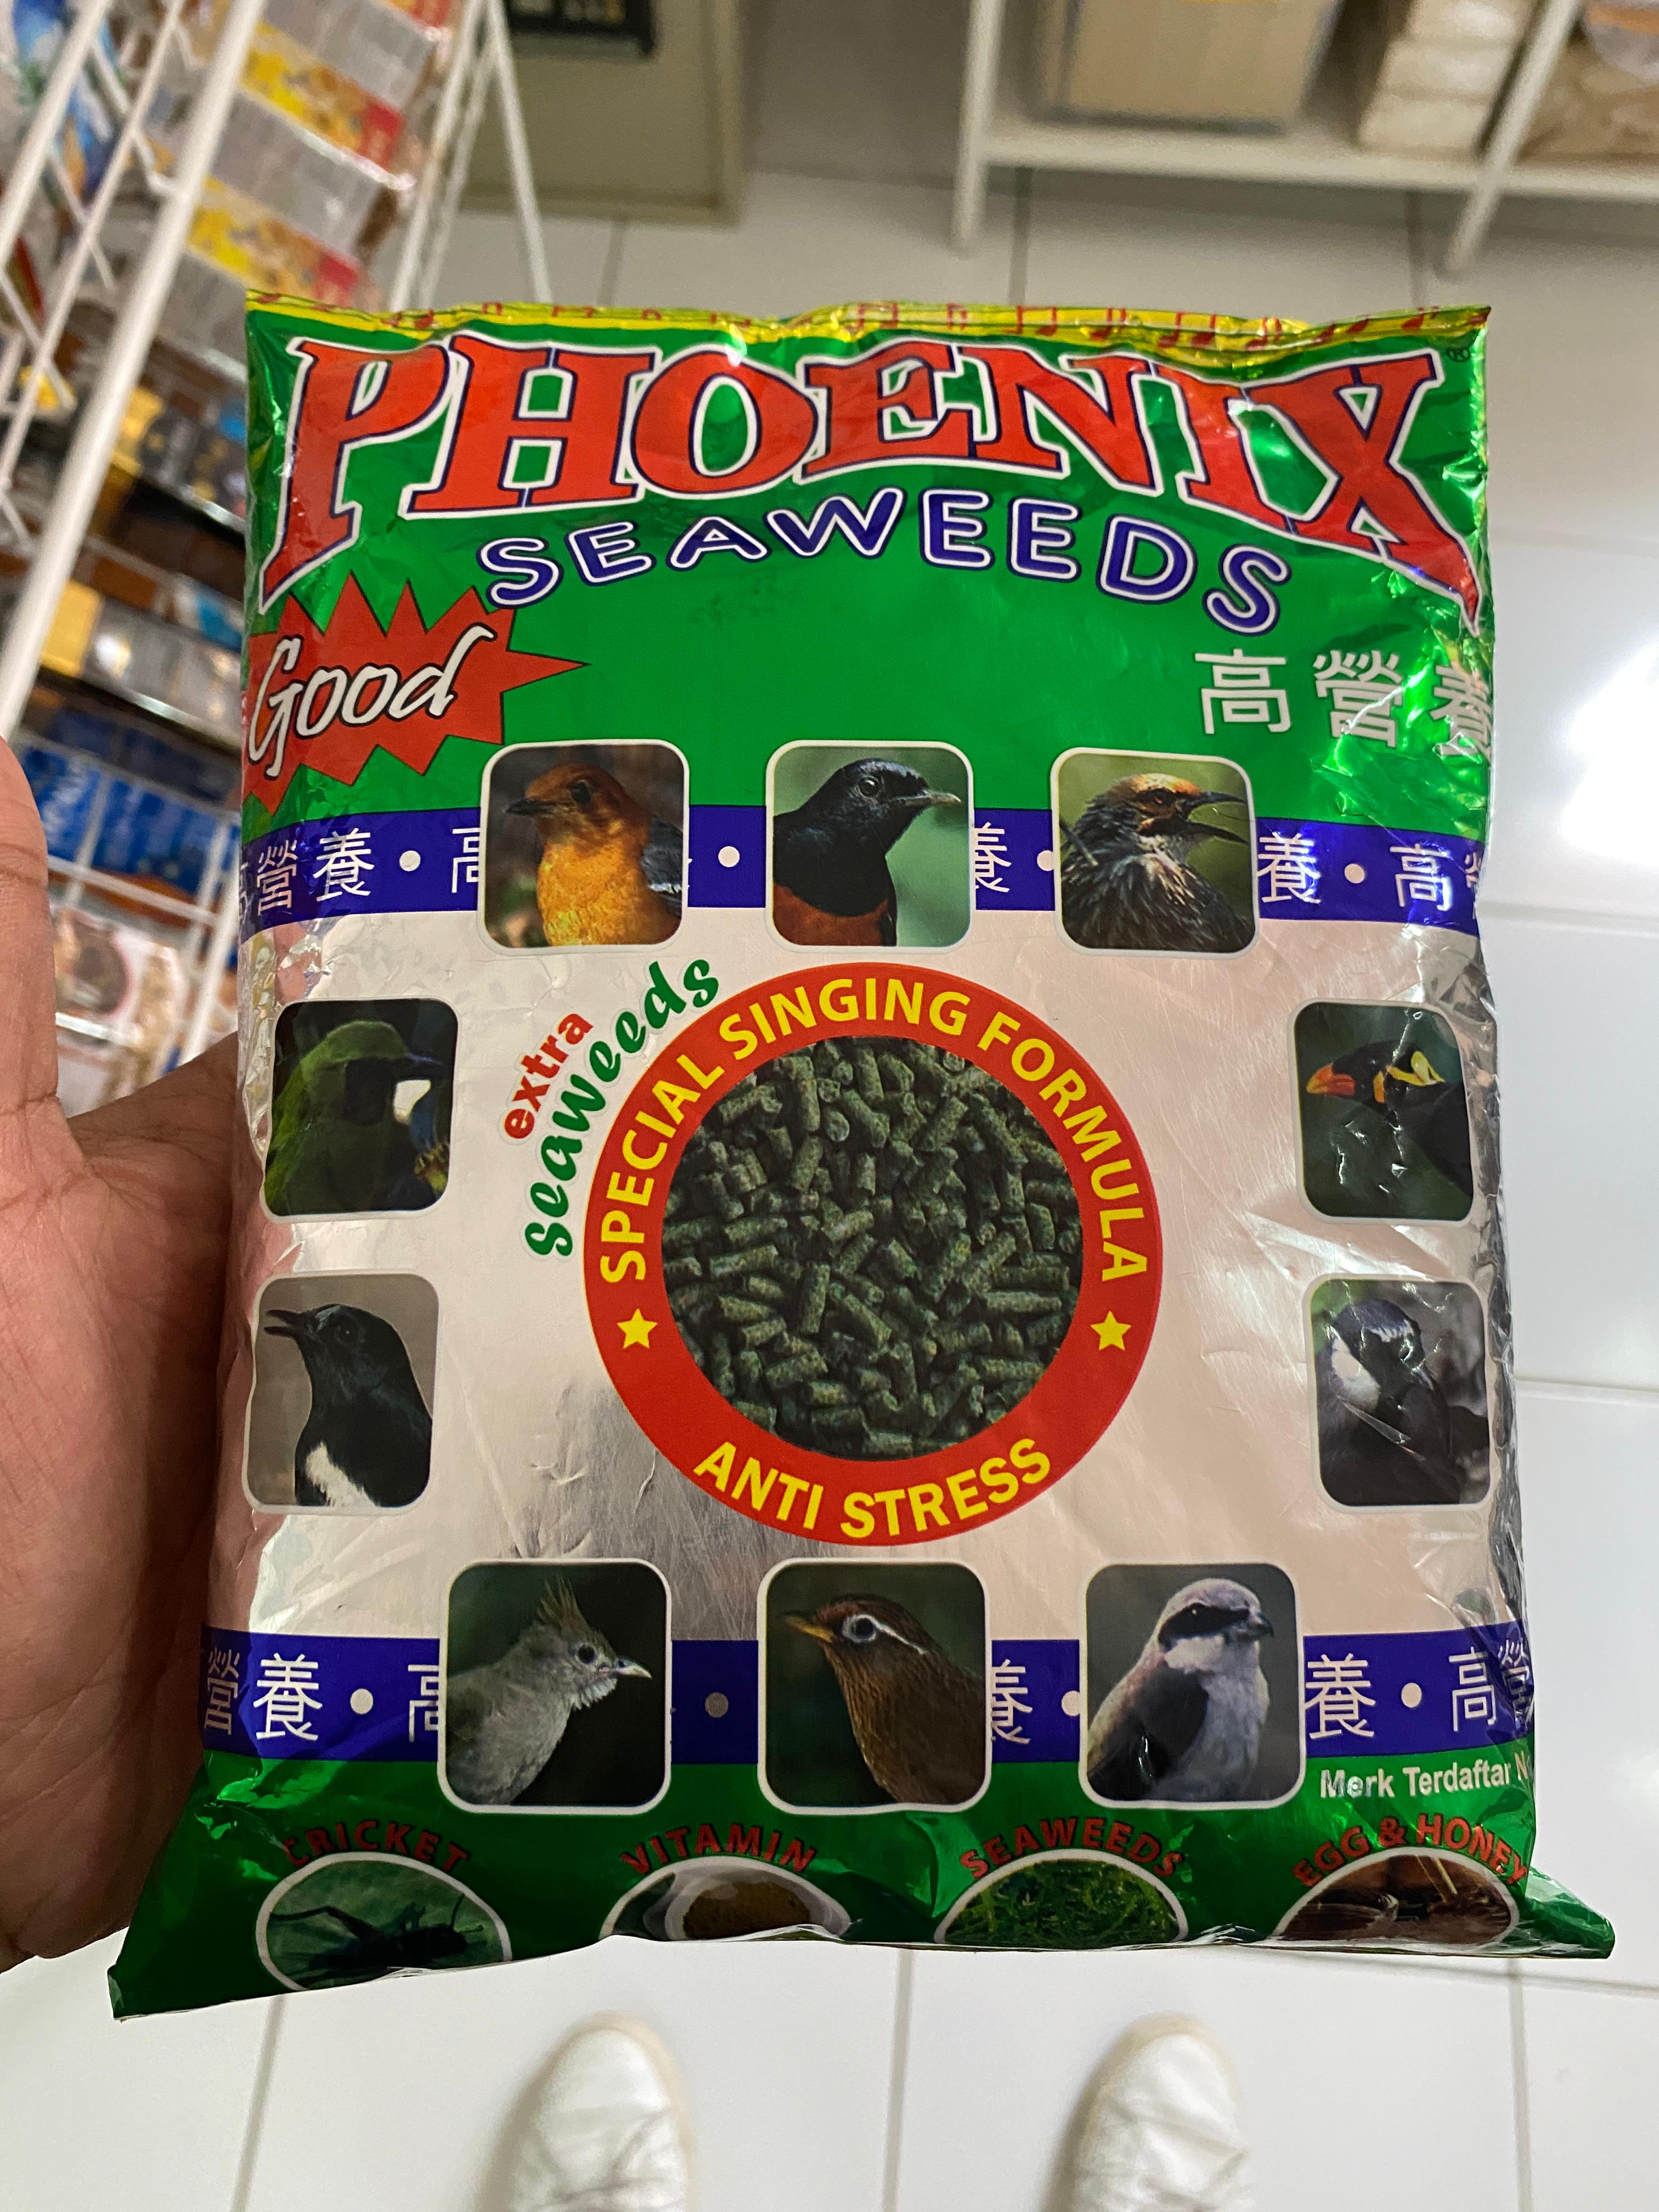 PHOENIX ®
SEAWEEDS
Good
高營養
營養 • 高 • 養 • 養 • 高
extra
seaweeds
SPECIAL SINGING FORMULA
ANTI STRESS
營養 • 高 • 養 • 養 • 高營
Merk Terdaftar
CRICKET
VITAMIN
SEAWEEDS
EGG & HONEY